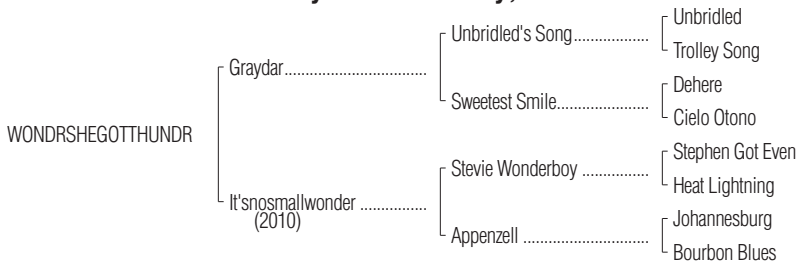 Unbridled
Unbridled's Song..................
Trolley Song
Graydar..................................
Dehere
Sweetest Smile......................
Cielo Otono
WONDRSHEGOTTHUNDR
Stephen Got Even
Stevie Wonderboy ................
Heat Lightning
It'snosmallwonder ................
(2010)
Johannesburg
Appenzell ..............................
Bourbon Blues